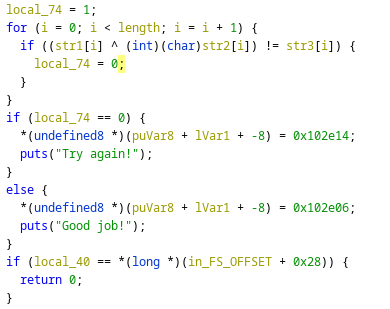 local_74 = 1;
for (i = 0; i < length; i = i + 1) {
  if ((str1[i] ^ (int)(char)str2[i]) != str3[i]) {
    local_74 = 0;
  }
}
if (local_74 == 0) {
  *(undefined8 *)(puVar8 + lVar1 + -8) = 0x102e14;
  puts("Try again!");
}
else {
  *(undefined8 *)(puVar8 + lVar1 + -8) = 0x102e06;
  puts("Good job!");
}
if (local_40 == *(long *)(in_FS_OFFSET + 0x28)) {
  return 0;
}